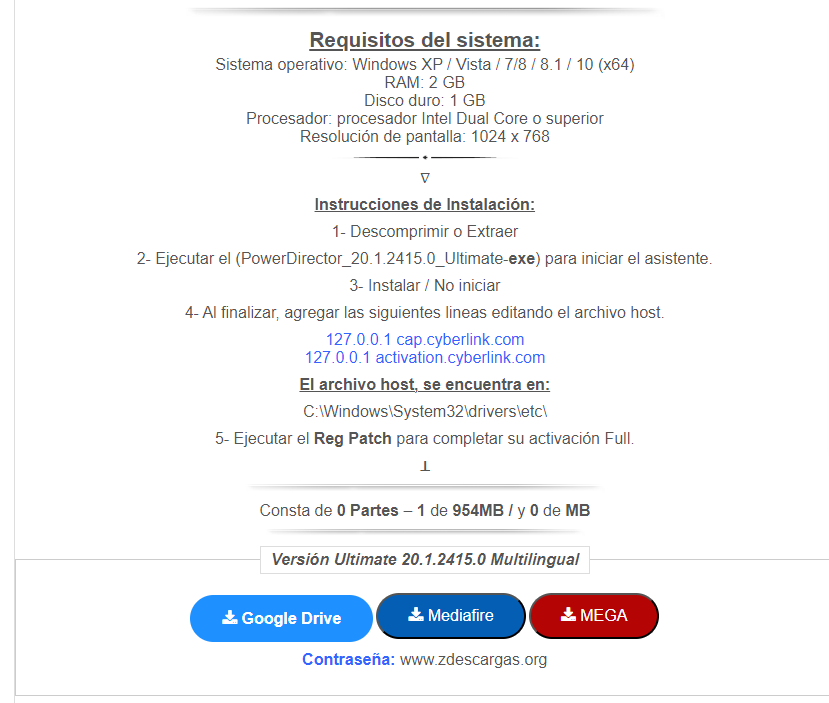 Requisitos del sistema:
Sistema operativo: Windows XP / Vista / 7/8 / 8.1 / 10 (x64)
RAM: 2 GB
Disco duro: 1 GB
Procesador: procesador Intel Dual Core o superior
Resolución de pantalla: 1024 x 768
∇
Instrucciones de Instalación:
1- Descomprimir o Extraer
2- Ejecutar el (PowerDirector_20.1.2415.0_Ultimate-exe) para iniciar el asistente.
3- Instalar / No iniciar
4- Al finalizar, agregar las siguientes lineas editando el archivo host.
127.0.0.1 cap.cyberlink.com
127.0.0.1 activation.cyberlink.com
El archivo host, se encuentra en:
C:\Windows\System32\drivers\etc\
5- Ejecutar el Reg Patch para completar su activación Full.
⊥
Consta de 0 Partes – 1 de 954MB / y 0 de MB
Versión Ultimate 20.1.2415.0 Multilingual
Google Drive Mediafire MEGA
Contraseña: www.zdescargas.org